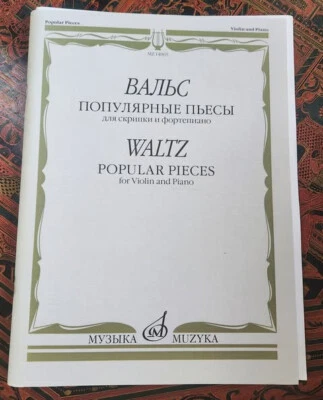 Popular Pieces
Violin and Piano
ВАЛЬС
ПОПУЛЯРНЫЕ ПЬЕСЫ
для скрипки и фортепиано
WALTZ
POPULAR PIECES
for Violin and Piano
МУЗЫКА MUZYKA